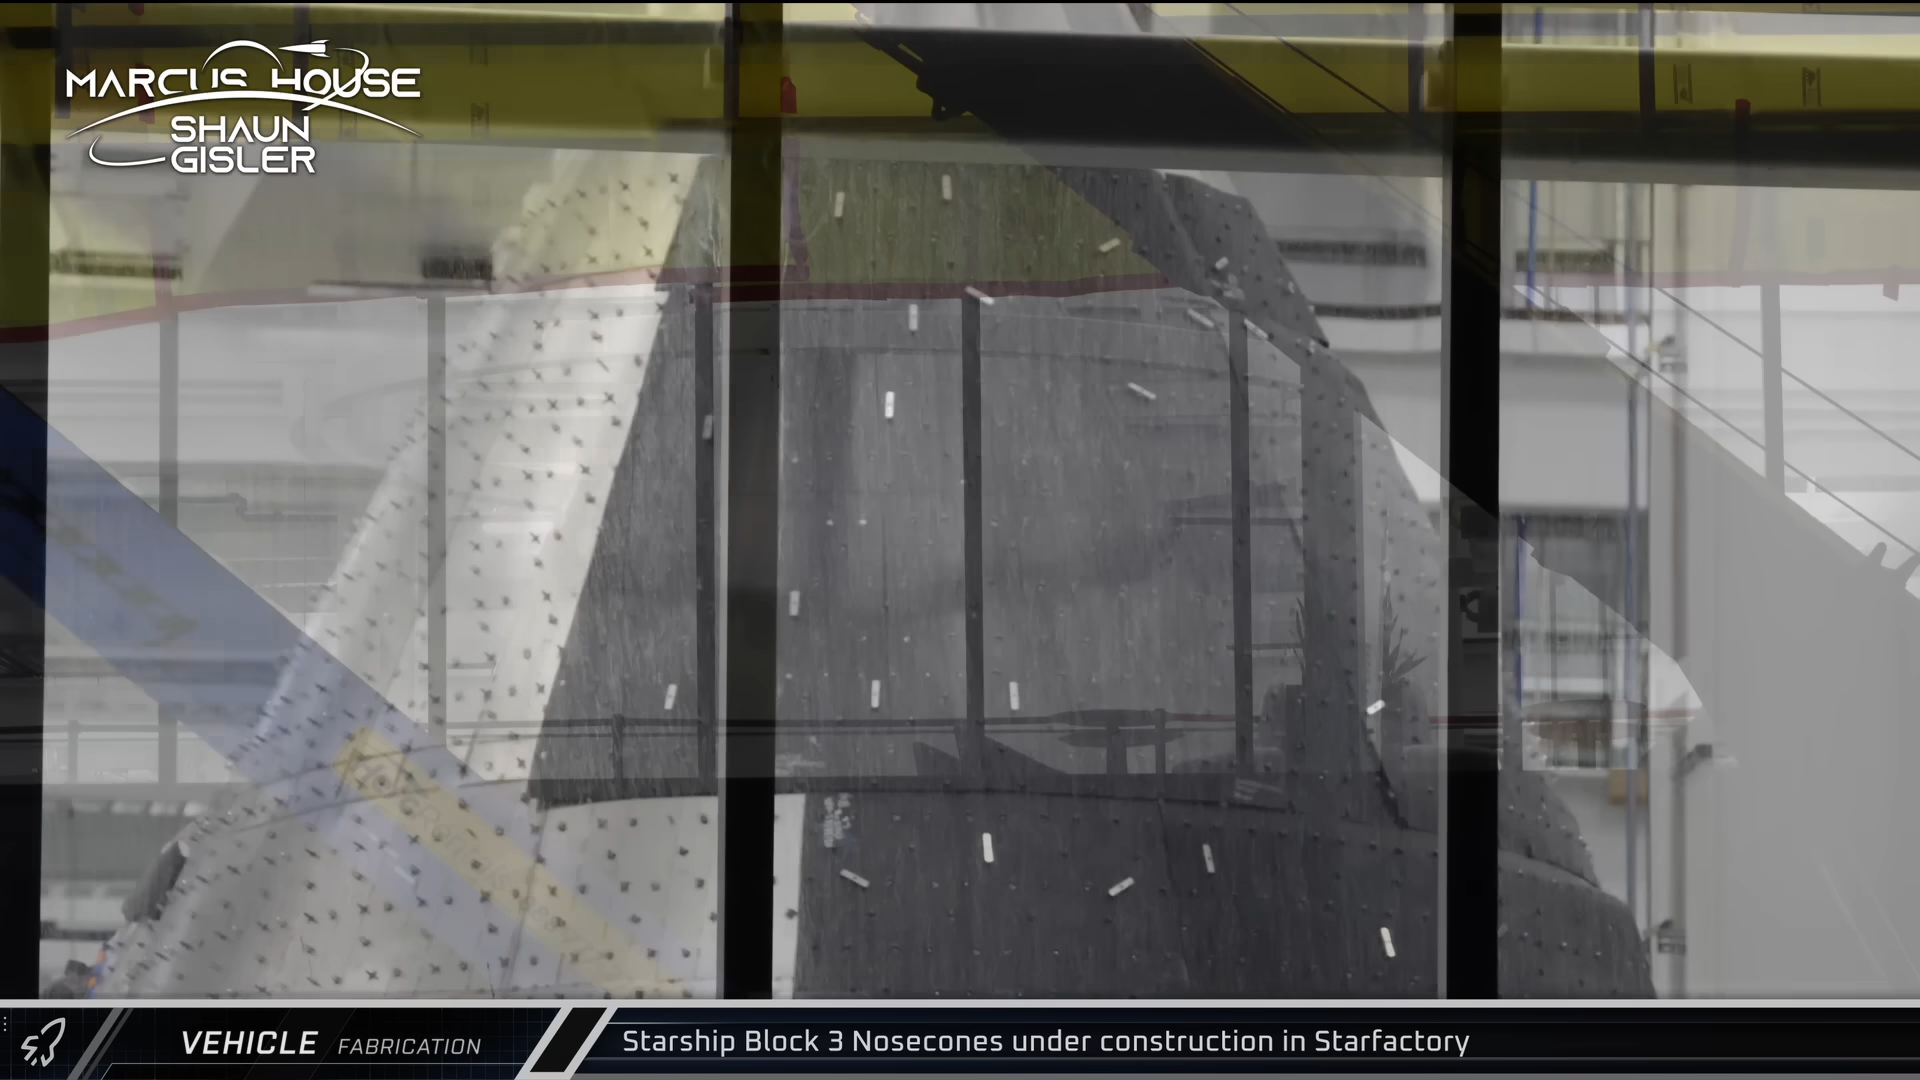 MARCUS HOUSE
SHAUN
GISLER
VEHICLE FABRICATION
Starship Block 3 Nosecones under construction in Starfactory